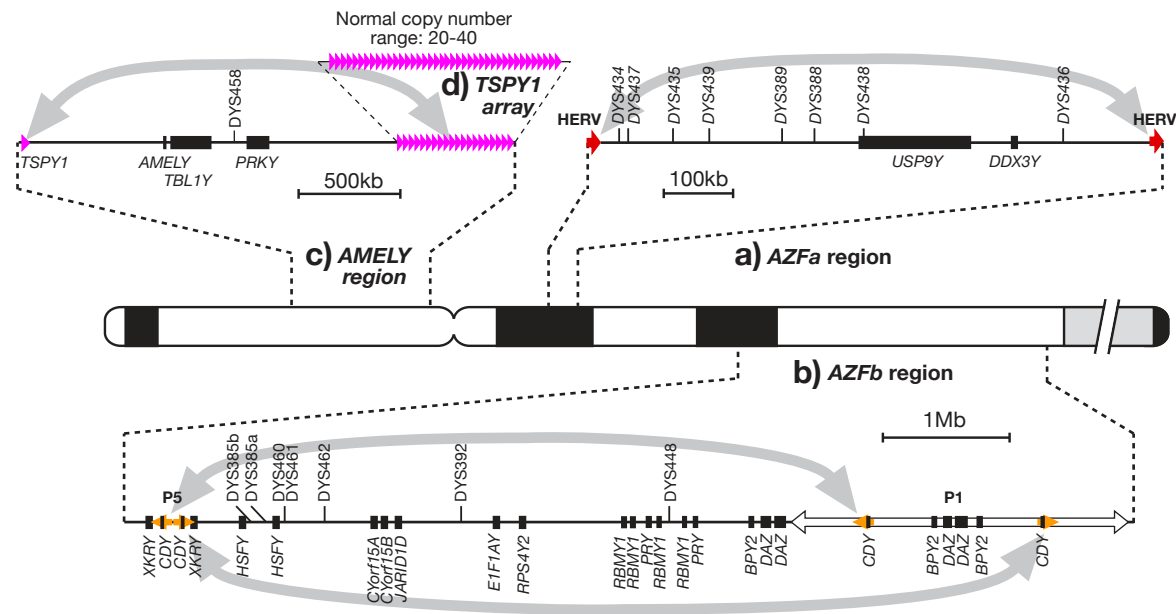 Normal copy number
range: 20-40
d) TSPY1
array
DYS458
TSPY1
AMELY
TBL1Y
PRKY
500kb
HERV
DYS434
DYS437
DYS435
DYS439
DYS389
DYS388
DYS438
DYS436
HERV
USP9Y
DDX3Y
100kb
c) AMELY
region
a) AZFa region
b) AZFb region
1Mb
DYS385b
DYS385a
DYS460
DYS461
DYS462
DYS392
DYS448
P5
P1
XKRY
CDY
CDY
XKRY
HSFY
HSFY
CYorf15A
CYorf15B
JARID1D
E1F1AY
RPS4Y2
RBMY1
RBMY1
PRY
RBMY1
RBMY1
PRY
BPY2
DAZ
DAZ
CDY
BPY2
DAZ
DAZ
BPY2
CDY